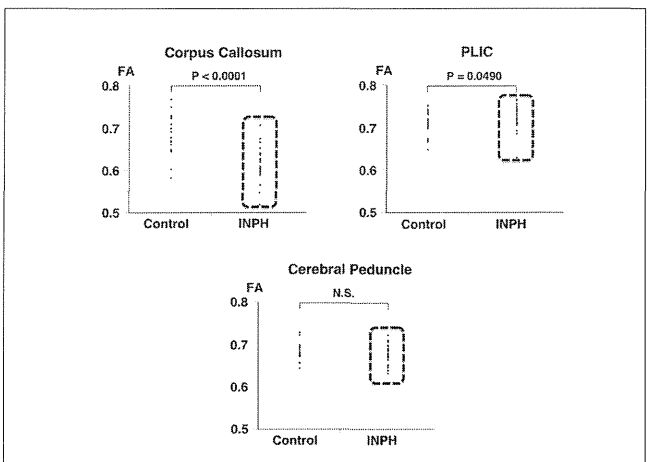 Corpus Callosum
FA
P < 0.0001
0.8
0.7
0.6
0.5
Control INPH
PLIC
FA
P = 0.0490
0.8
0.7
0.6
0.5
Control INPH
Cerebral Peduncle
FA
N.S.
0.8
0.7
0.6
0.5
Control INPH